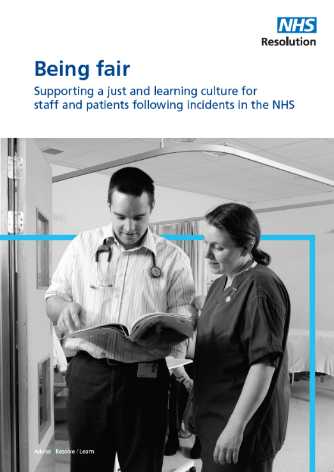 NHS
Resolution
Being fair
Supporting a just and learning culture for
staff and patients following incidents in the NHS
Advise / Resolve / Learn